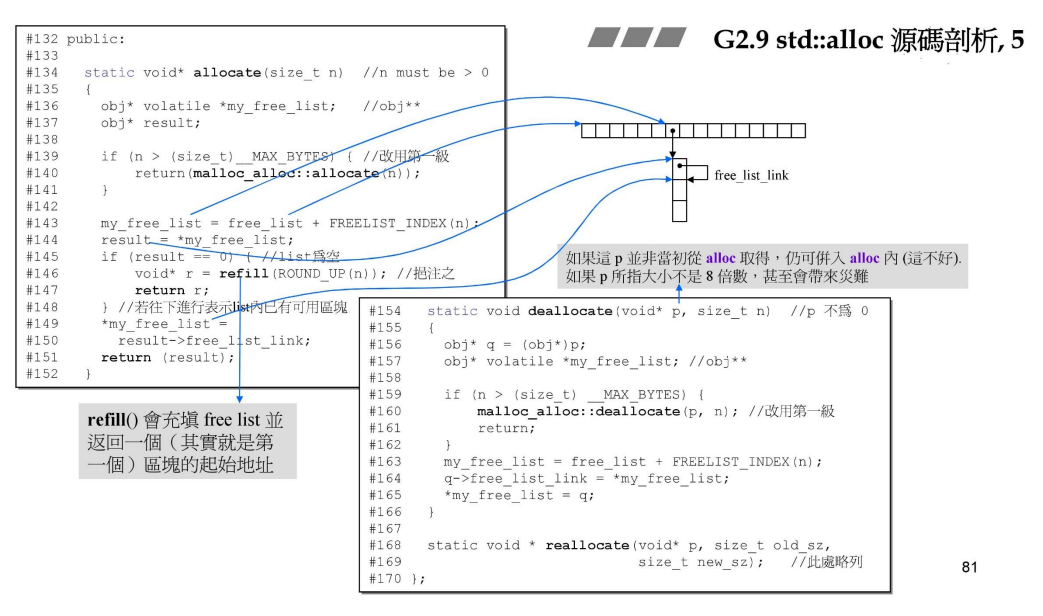 G2.9 std::alloc 源碼剖析, 5
#132 public:
#133
#134 static void* allocate(size_t n) //n must be > 0
#135 {
#136 obj* volatile *my_free_list; //obj**
#137 obj* result;
#138
#139 if (n > (size_t)__MAX_BYTES) { //改用第一級
#140 return(malloc_alloc::allocate(n));
#141 }
#142
#143 my_free_list = free_list + FREELIST_INDEX(n);
#144 result = *my_free_list;
#145 if (result == 0) { //list爲空
#146 void* r = refill(ROUND_UP(n)); //挹注之
#147 return r;
#148 } //若往下進行表示list內已有可用區塊
#149 *my_free_list =
#150 result->free_list_link;
#151 return (result);
#152 }
free_list_link
如果這 p 並非當初從 alloc 取得，仍可併入 alloc 內 (這不好).
如果 p 所指大小不是 8 倍數，甚至會帶來災難
refill() 會充填 free list 並
返回一個（其實就是第
一個）區塊的起始地址
#154 static void deallocate(void* p, size_t n) //p 不爲 0
#155 {
#156 obj* q = (obj*)p;
#157 obj* volatile *my_free_list; //obj**
#158
#159 if (n > (size_t) __MAX_BYTES) {
#160 malloc_alloc::deallocate(p, n); //改用第一級
#161 return;
#162 }
#163 my_free_list = free_list + FREELIST_INDEX(n);
#164 q->free_list_link = *my_free_list;
#165 *my_free_list = q;
#166 }
#167
#168 static void * reallocate(void* p, size_t old_sz,
#169 size_t new_sz); //此處略列
#170 };
81